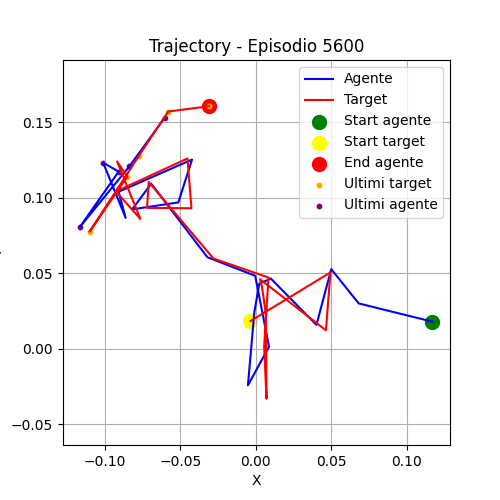 Trajectory - Episodio 5600
Agente
Target
Start agente
Start target
End agente
Ultimi target
Ultimi agente
0.15
0.10
0.05
0.00
−0.05
−0.10
−0.05
0.00
0.05
0.10
X